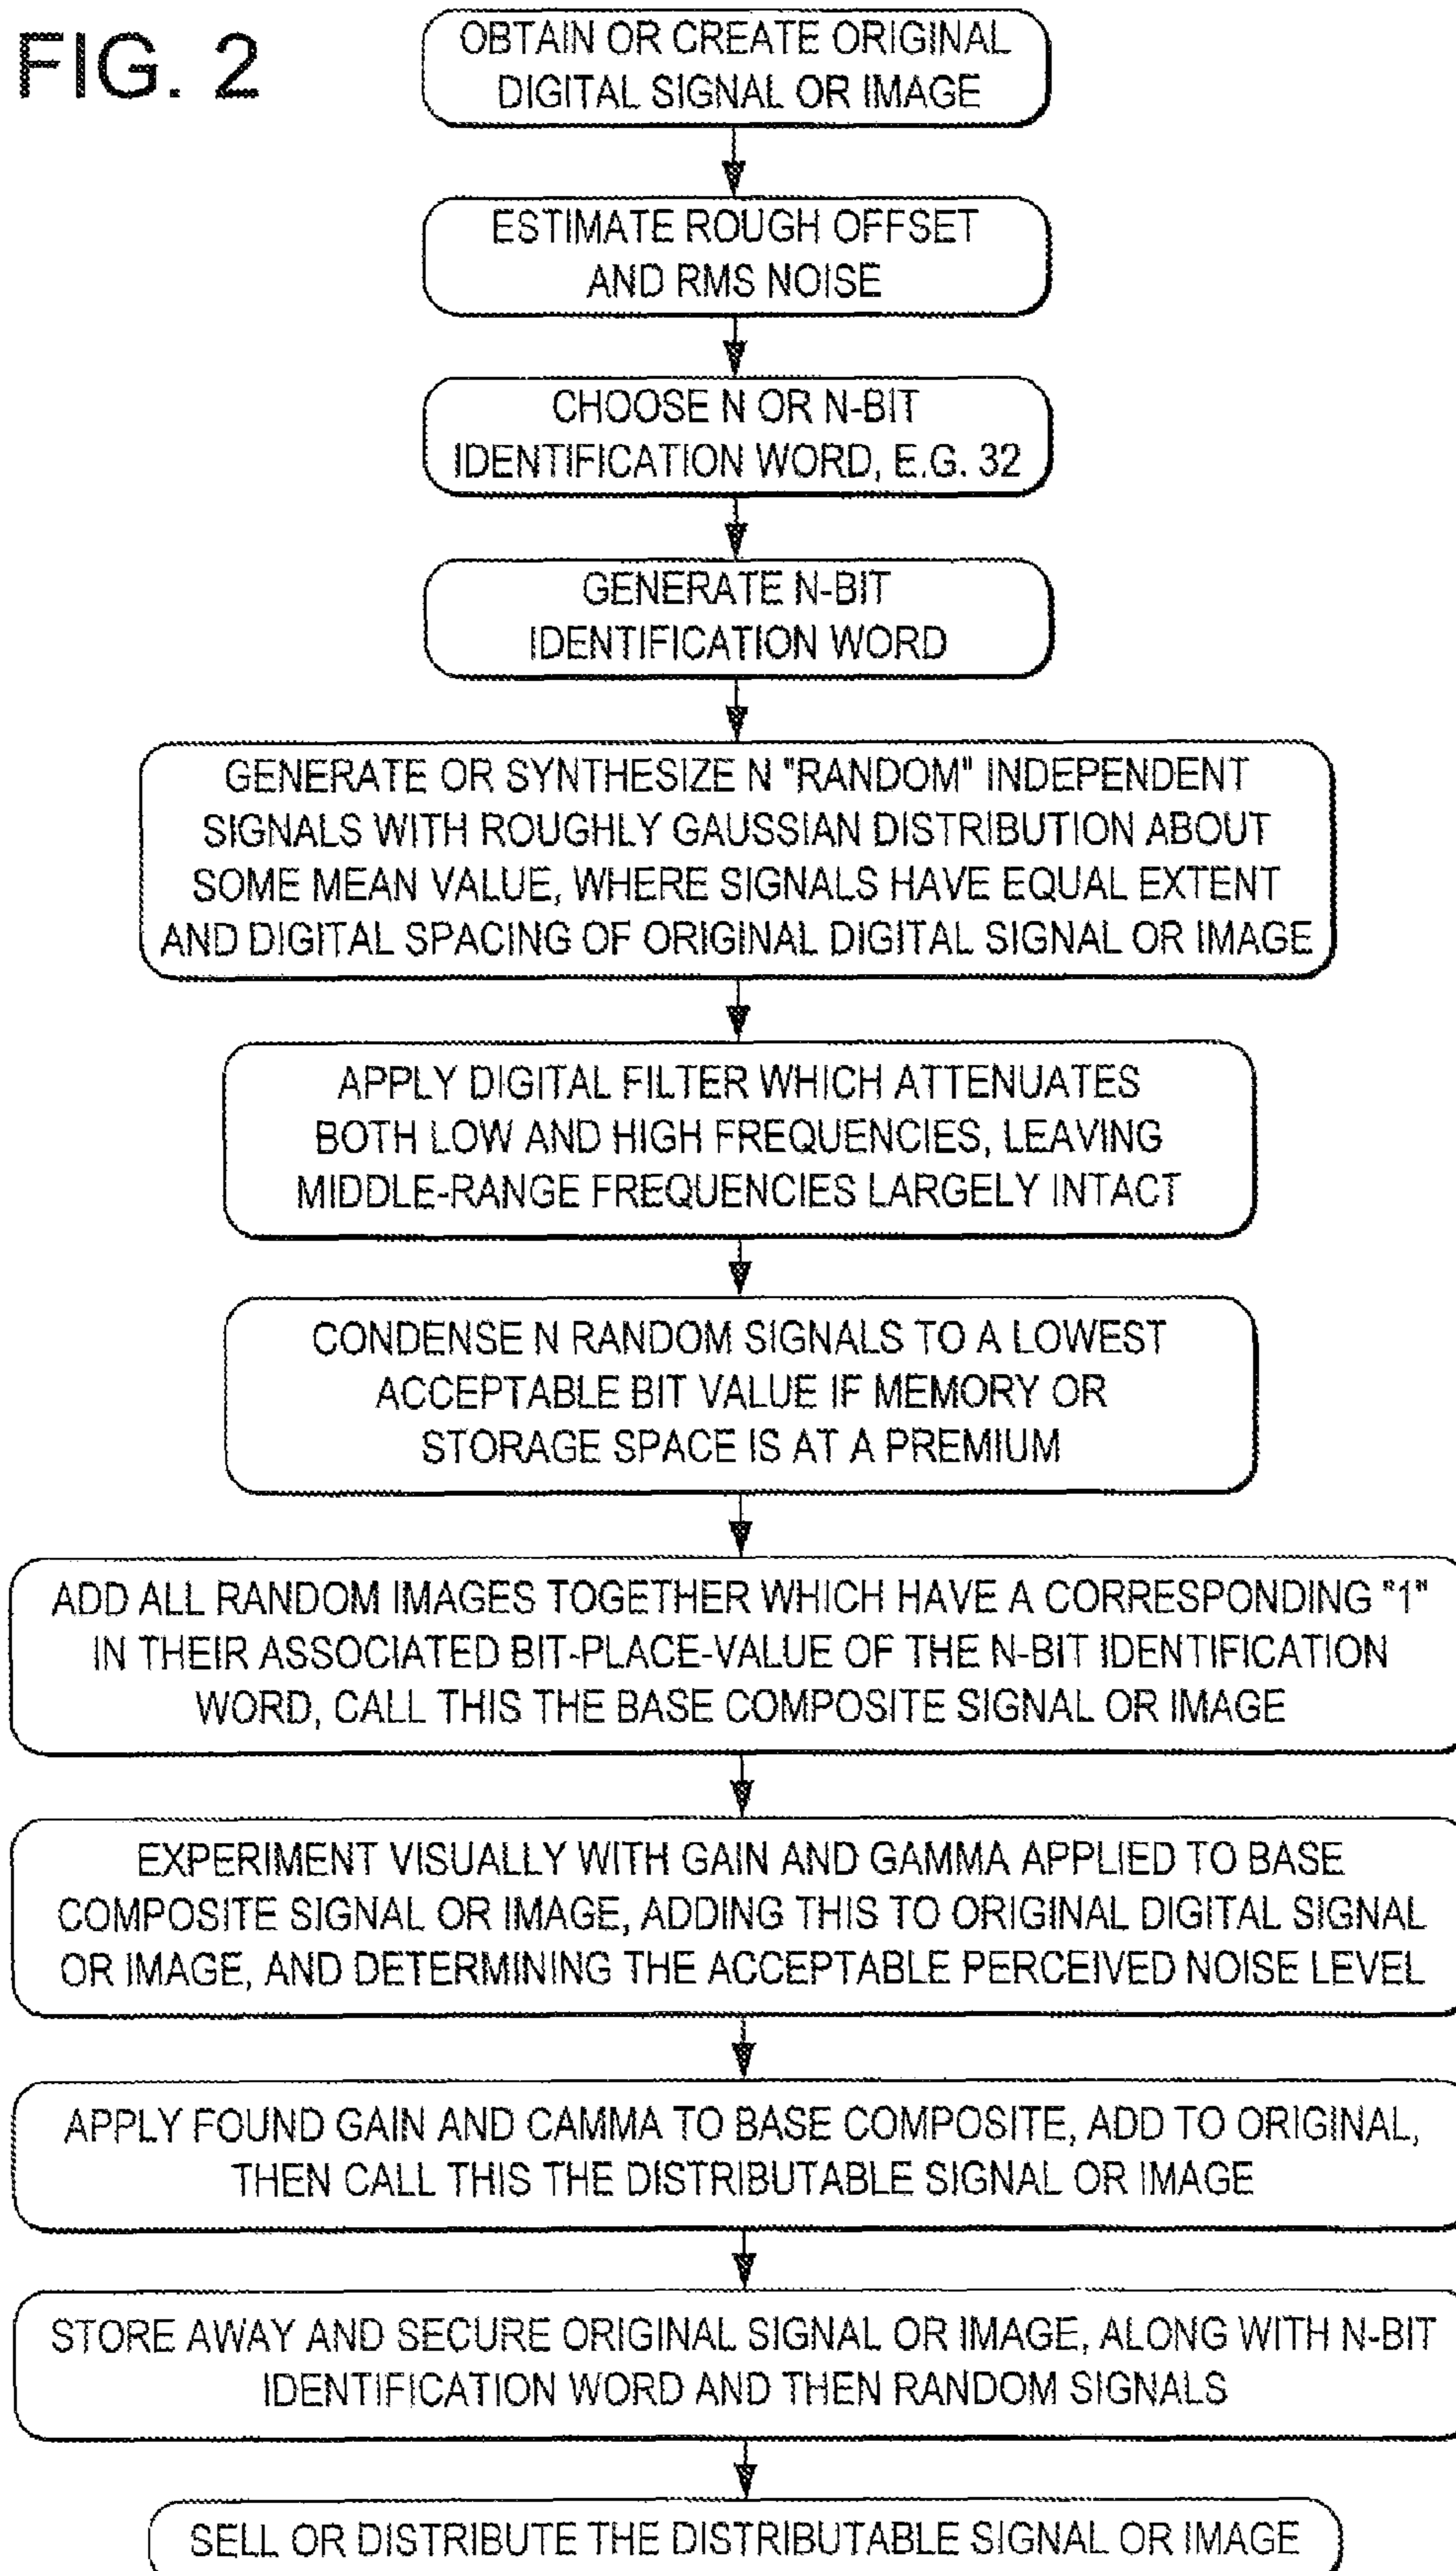 FIG. 2
OBTAIN OR CREATE ORIGINAL
DIGITAL SIGNAL OR IMAGE
ESTIMATE ROUGH OFFSET
AND RMS NOISE
CHOOSE N OR N-BIT
IDENTIFICATION WORD, E.G. 32
GENERATE N-BIT
IDENTIFICATION WORD
GENERATE OR SYNTHESIZE N "RANDOM" INDEPENDENT
SIGNALS WITH ROUGHLY GAUSSIAN DISTRIBUTION ABOUT
SOME MEAN VALUE, WHERE SIGNALS HAVE EQUAL EXTENT
AND DIGITAL SPACING OF ORIGINAL DIGITAL SIGNAL OR IMAGE
APPLY DIGITAL FILTER WHICH ATTENUATES
BOTH LOW AND HIGH FREQUENCIES, LEAVING
MIDDLE-RANGE FREQUENCIES LARGELY INTACT
CONDENSE N RANDOM SIGNALS TO A LOWEST
ACCEPTABLE BIT VALUE IF MEMORY OR
STORAGE SPACE IS AT A PREMIUM
ADD ALL RANDOM IMAGES TOGETHER WHICH HAVE A CORRESPONDING "1"
IN THEIR ASSOCIATED BIT-PLACE-VALUE OF THE N-BIT IDENTIFICATION
WORD, CALL THIS THE BASE COMPOSITE SIGNAL OR IMAGE
EXPERIMENT VISUALLY WITH GAIN AND GAMMA APPLIED TO BASE
COMPOSITE SIGNAL OR IMAGE, ADDING THIS TO ORIGINAL DIGITAL SIGNAL
OR IMAGE, AND DETERMINING THE ACCEPTABLE PERCEIVED NOISE LEVEL
APPLY FOUND GAIN AND CAMMA TO BASE COMPOSITE, ADD TO ORIGINAL,
THEN CALL THIS THE DISTRIBUTABLE SIGNAL OR IMAGE
STORE AWAY AND SECURE ORIGINAL SIGNAL OR IMAGE, ALONG WITH N-BIT
IDENTIFICATION WORD AND THEN RANDOM SIGNALS
SELL OR DISTRIBUTE THE DISTRIBUTABLE SIGNAL OR IMAGE